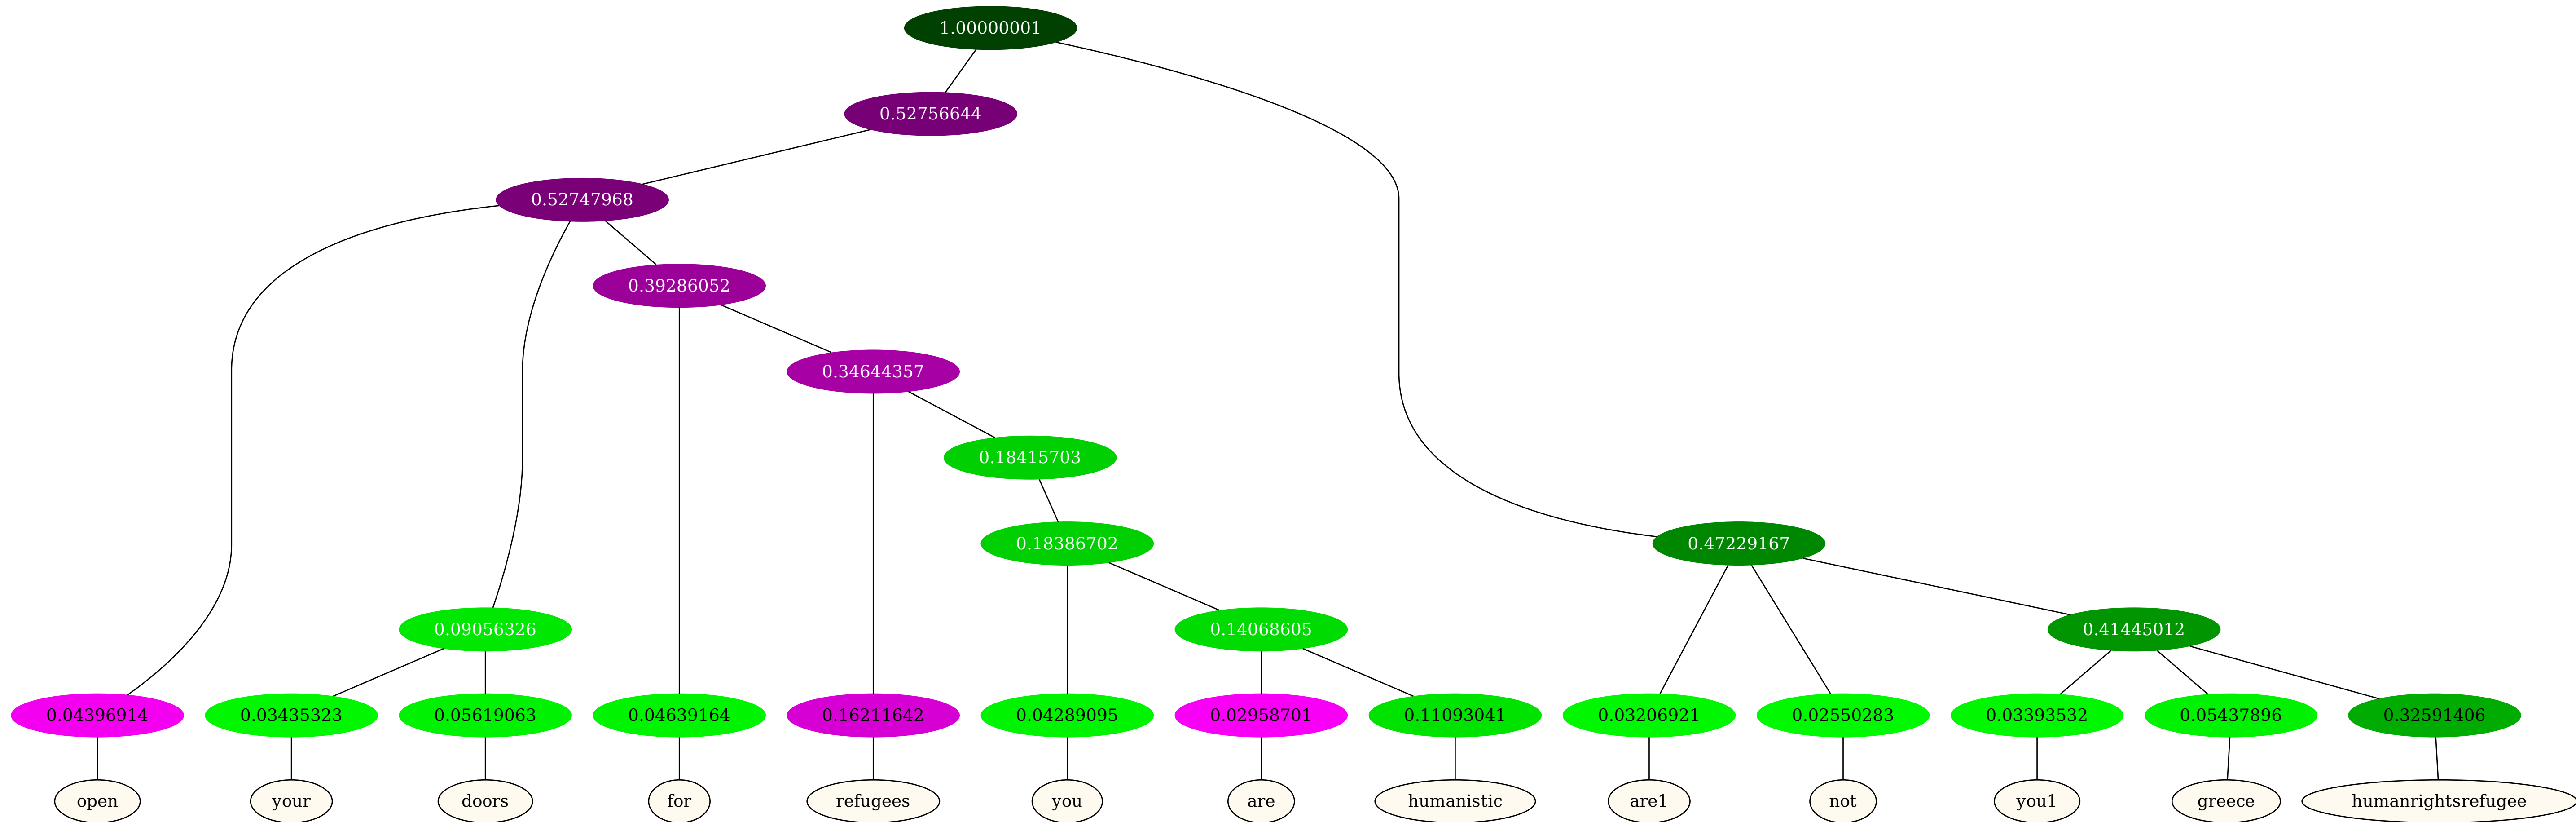 1.00000001
0.52756644
0.52747968
0.39286052
0.34644357
0.18415703
0.18386702 0.47229167
0.09056326 0.14068605 0.41445012
0.04396914 0.03435323 0.05619063 0.04639164 0.16211642 0.04289095 0.02958701 0.11093041 0.03206921 0.02550283 0.03393532 0.05437896 0.32591406
open your doors for refugees you are humanistic are1 not you1 greece humanrightsrefugee